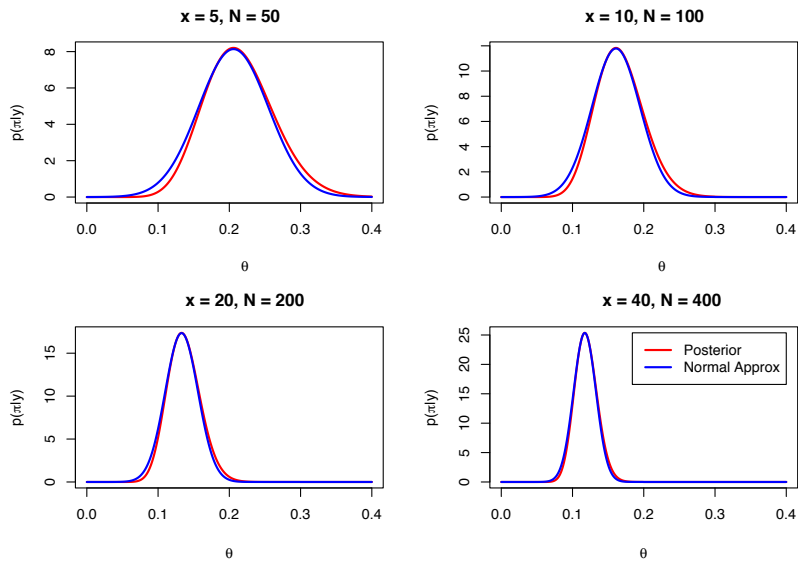 x = 5, N = 50
p(π|y)
8
6
4
2
0
0.0 0.1 0.2 0.3 0.4
θ
x = 10, N = 100
p(π|y)
10
8
6
4
2
0
0.0 0.1 0.2 0.3 0.4
θ
x = 20, N = 200
p(π|y)
15
10
5
0
0.0 0.1 0.2 0.3 0.4
θ
x = 40, N = 400
p(π|y)
25
20
15
10
5
0
Posterior
Normal Approx
0.0 0.1 0.2 0.3 0.4
θ